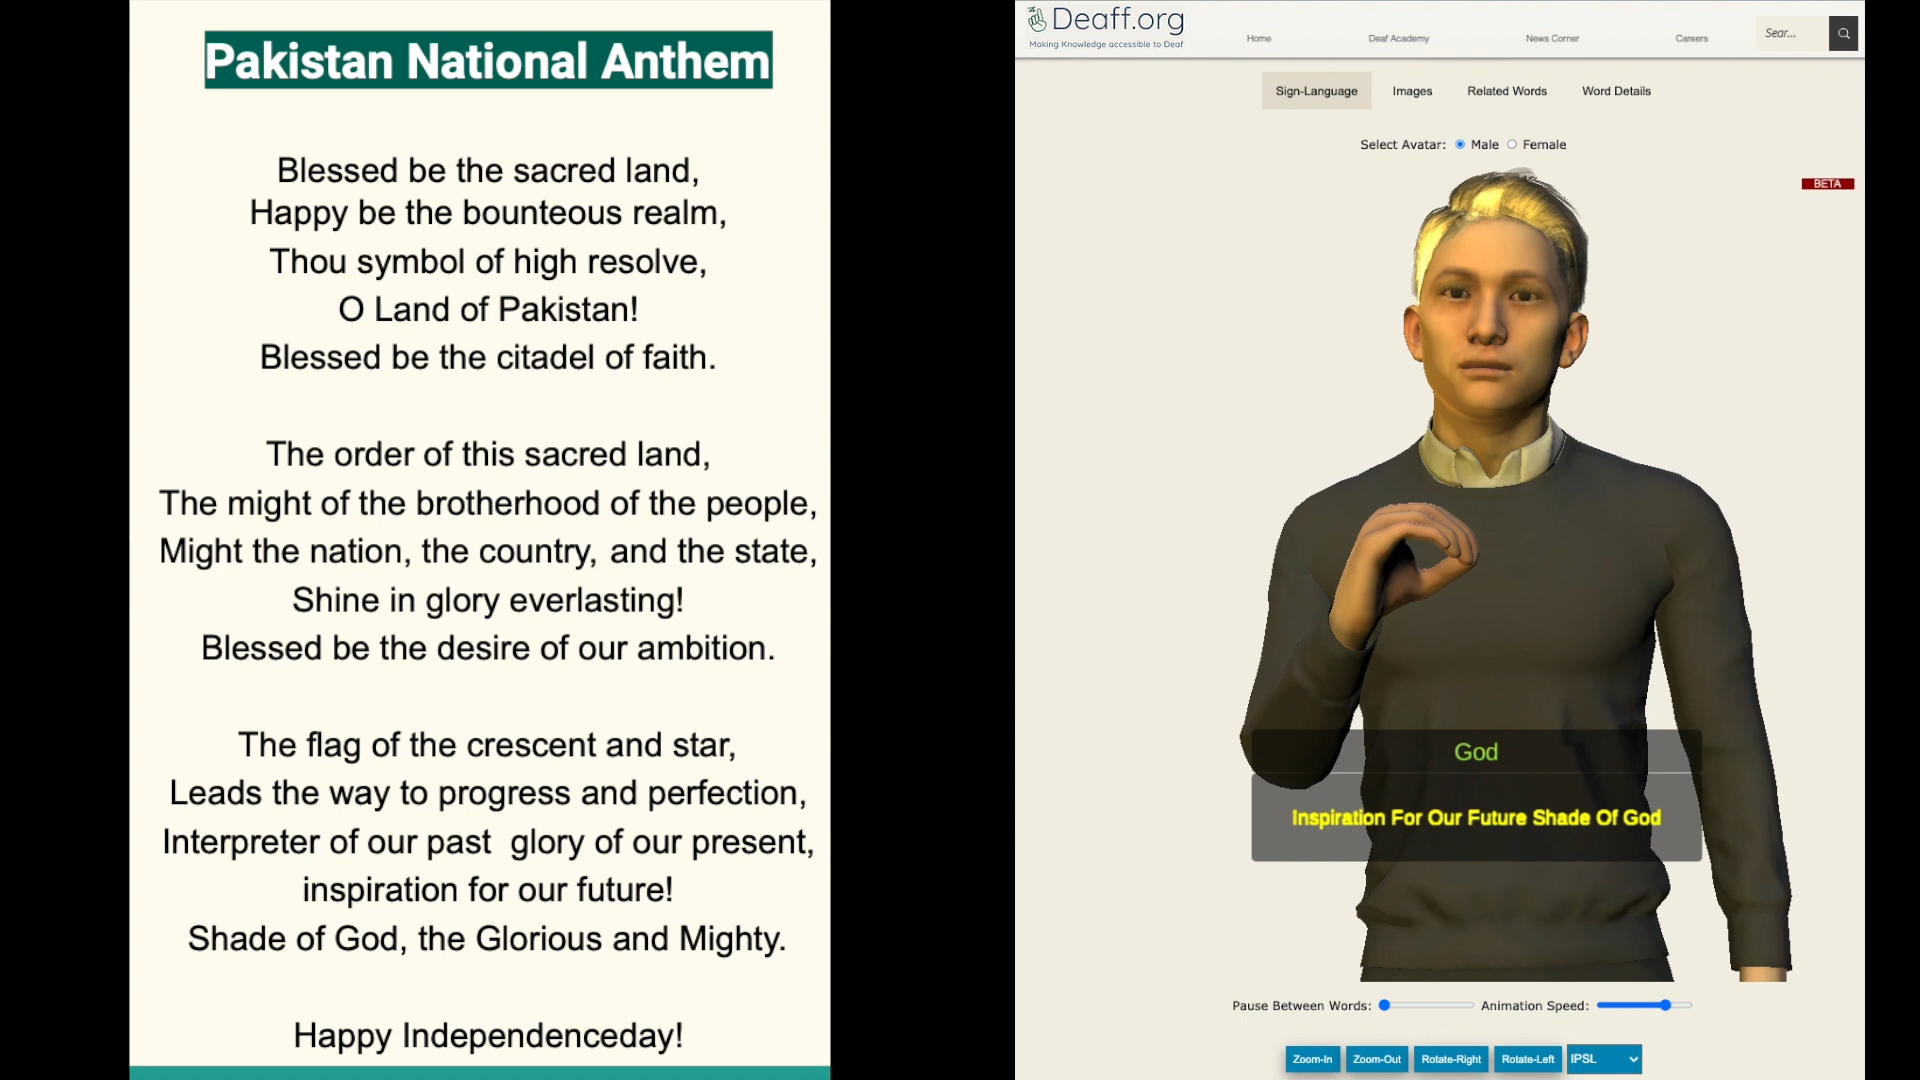 Pakistan National Anthem
Blessed be the sacred land,
Happy be the bounteous realm,
Thou symbol of high resolve,
O Land of Pakistan!
Blessed be the citadel of faith.
The order of this sacred land,
The might of the brotherhood of the people,
Might the nation, the country, and the state,
Shine in glory everlasting!
Blessed be the desire of our ambition.
The flag of the crescent and star,
Leads the way to progress and perfection,
Interpreter of our past  glory of our present,
inspiration for our future!
Shade of God, the Glorious and Mighty.
Happy Independenceday!
Deaff.org
Making Knowledge accessible to Deaf
Home Deaf Academy News Corner Careers Sear...
Sign-Language Images Related Words Word Details
Select Avatar: Male Female
BETA
God
Inspiration For Our Future Shade Of God
Pause Between Words: Animation Speed:
Zoom-In Zoom-Out Rotate-Right Rotate-Left IPSL